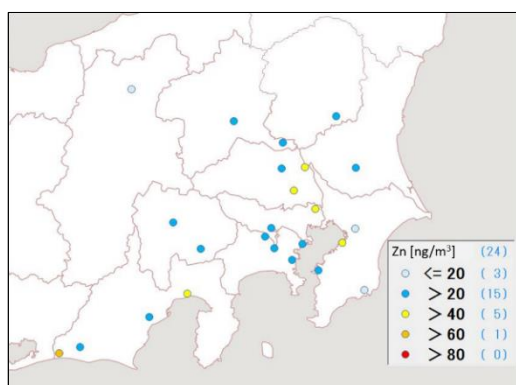 Zn [ng/m³] (24)
<= 20 ( 3)
> 20 (15)
> 40 ( 5)
> 60 ( 1)
> 80 ( 0)